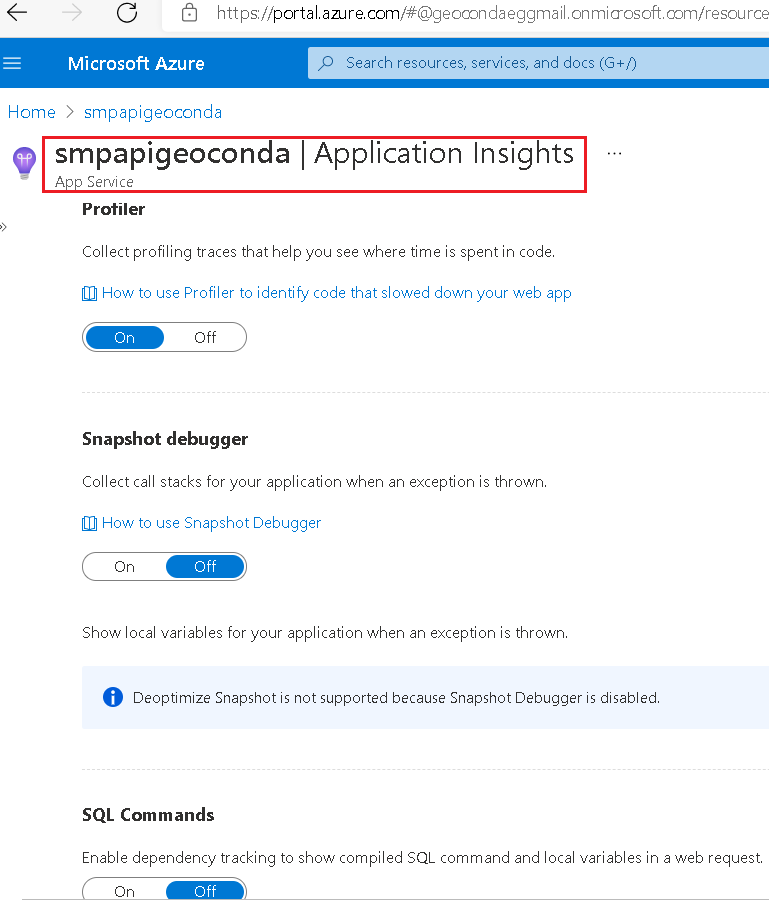 https://portal.azure.com/#@geocondaeggmail.onmicrosoft.com/resource
Microsoft Azure
Search resources, services, and docs (G+/)
Home > smpapigeoconda
smpapigeoconda | Application Insights ...
App Service
»
Profiler
Collect profiling traces that help you see where time is spent in code.
How to use Profiler to identify code that slowed down your web app
On Off
Snapshot debugger
Collect call stacks for your application when an exception is thrown.
How to use Snapshot Debugger
On Off
Show local variables for your application when an exception is thrown.
Deoptimize Snapshot is not supported because Snapshot Debugger is disabled.
SQL Commands
Enable dependency tracking to show compiled SQL command and local variables in a web request.
On Off